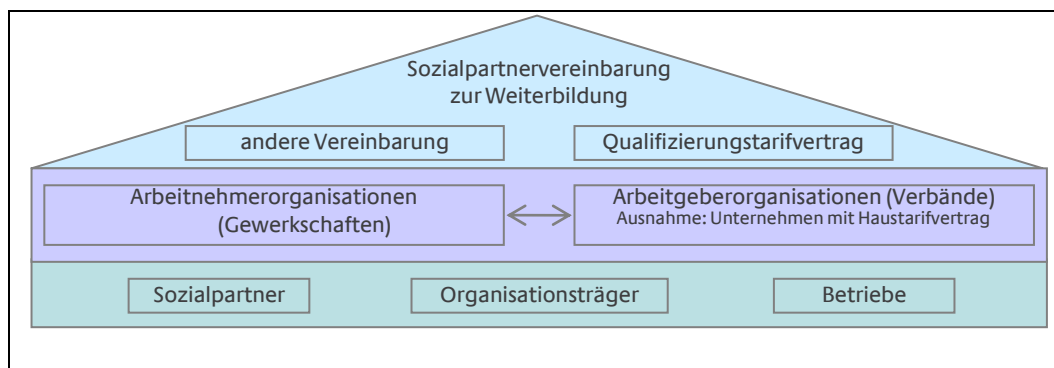 Sozialpartnervereinbarung
zur Weiterbildung
andere Vereinbarung
Qualifizierungstarifvertrag
Arbeitnehmerorganisationen
(Gewerkschaften)
Arbeitgeberorganisationen (Verbände)
Ausnahme: Unternehmen mit Haustarifvertrag
Sozialpartner
Organisationsträger
Betriebe